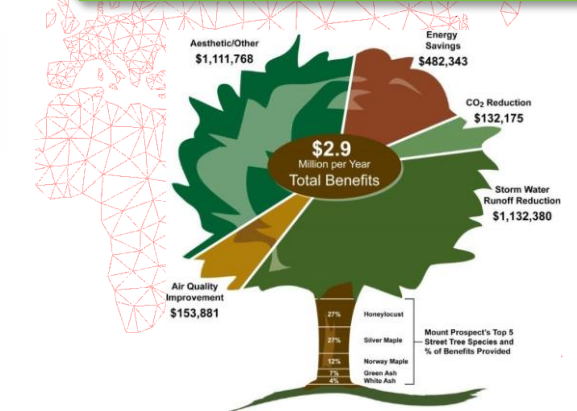 Aesthetic/Other
$1,111,768
Energy
Savings
$482,343
CO₂ Reduction
$132,175
$2.9
Million per Year
Total Benefits
Storm Water
Runoff Reduction
$1,132,380
Air Quality
Improvement
$153,881
27% Honeylocust
27% Silver Maple
12% Norway Maple
7% Green Ash
4% White Ash
Mount Prospect's Top 5
Street Tree Species and
% of Benefits Provided